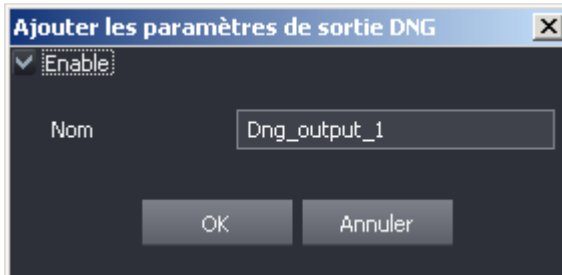 Ajouter les paramètres de sortie DNG
Enable
Nom
Dng_output_1
OK
Annuler